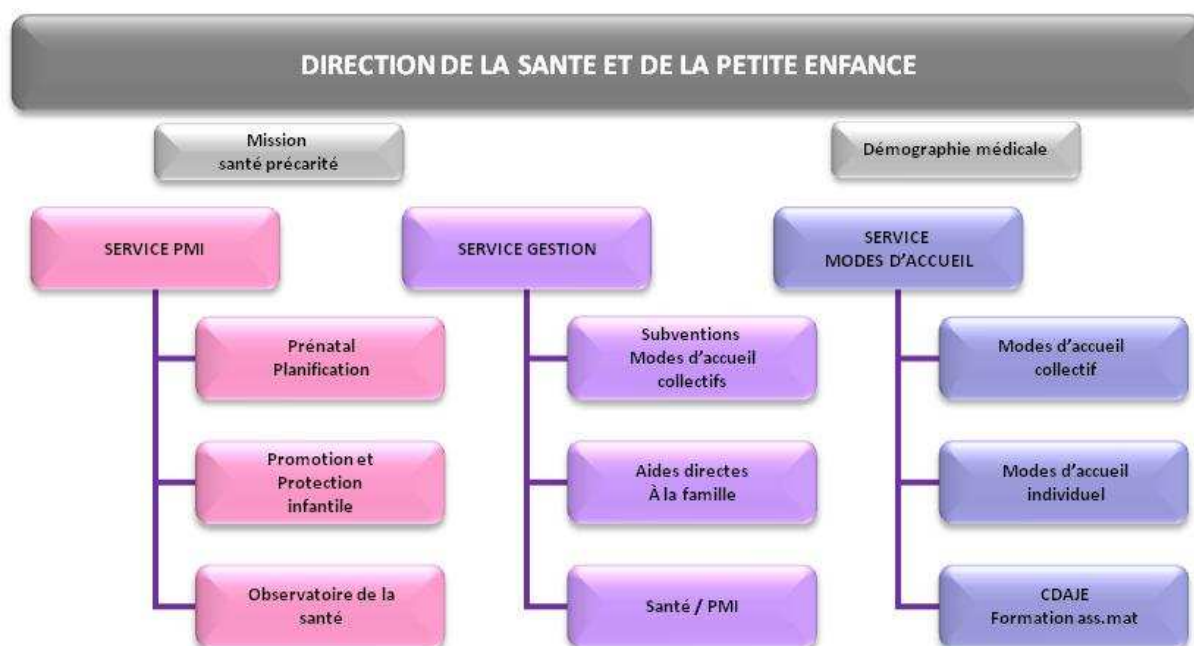 DIRECTION DE LA SANTE ET DE LA PETITE ENFANCE
Mission
santé précarité
Démographie médicale
SERVICE PMI
SERVICE GESTION
SERVICE
MODES D'ACCUEIL
Prénatal
Planification
Subventions
Modes d'accueil
collectifs
Modes d'accueil
collectif
Promotion et
Protection
infantile
Aides directes
À la famille
Modes d'accueil
individuel
Observatoire de la
santé
Santé / PMI
CDAJE
Formation ass.mat